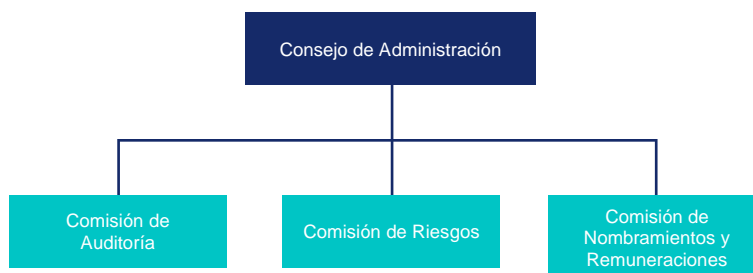 Consejo de Administración
Comisión de
Auditoría
Comisión de Riesgos
Comisión de
Nombramientos y
Remuneraciones